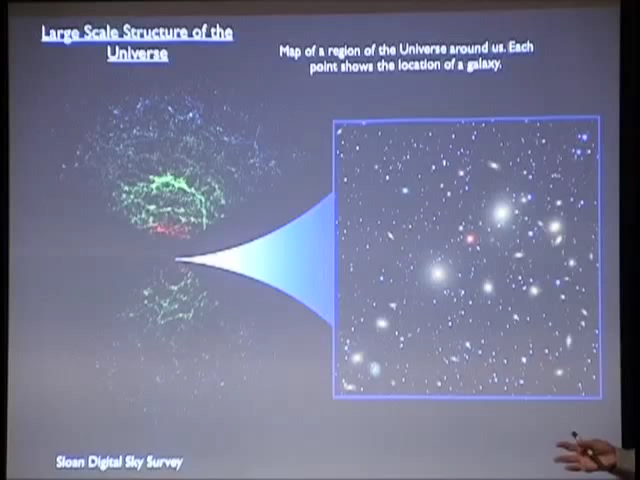 Large Scale Structure of the
Universe
Map of a region of the Universe around us. Each
point shows the location of a galaxy.
Sloan Digital Sky Survey